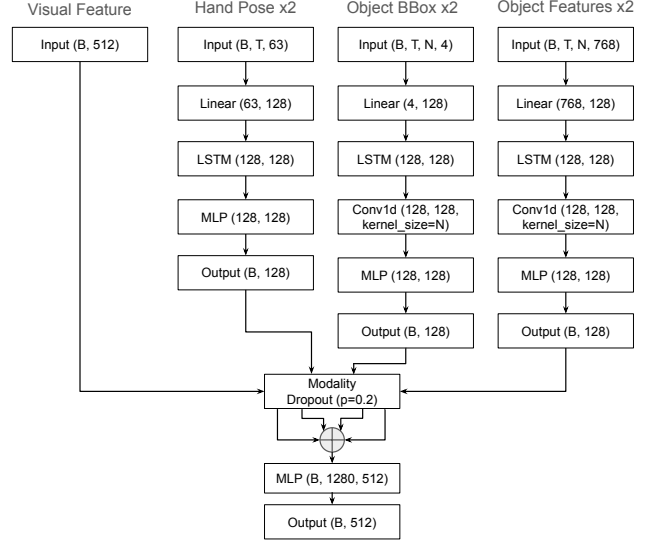 Visual Feature
Hand Pose x2
Object BBox x2
Object Features x2
Input (B, 512)
Input (B, T, 63)
Input (B, T, N, 4)
Input (B, T, N, 768)
Linear (63, 128)
Linear (4, 128)
Linear (768, 128)
LSTM (128, 128)
LSTM (128, 128)
LSTM (128, 128)
MLP (128, 128)
Conv1d (128, 128,
kernel_size=N)
Conv1d (128, 128,
kernel_size=N)
Output (B, 128)
MLP (128, 128)
MLP (128, 128)
Output (B, 128)
Output (B, 128)
Modality
Dropout (p=0.2)
MLP (B, 1280, 512)
Output (B, 512)